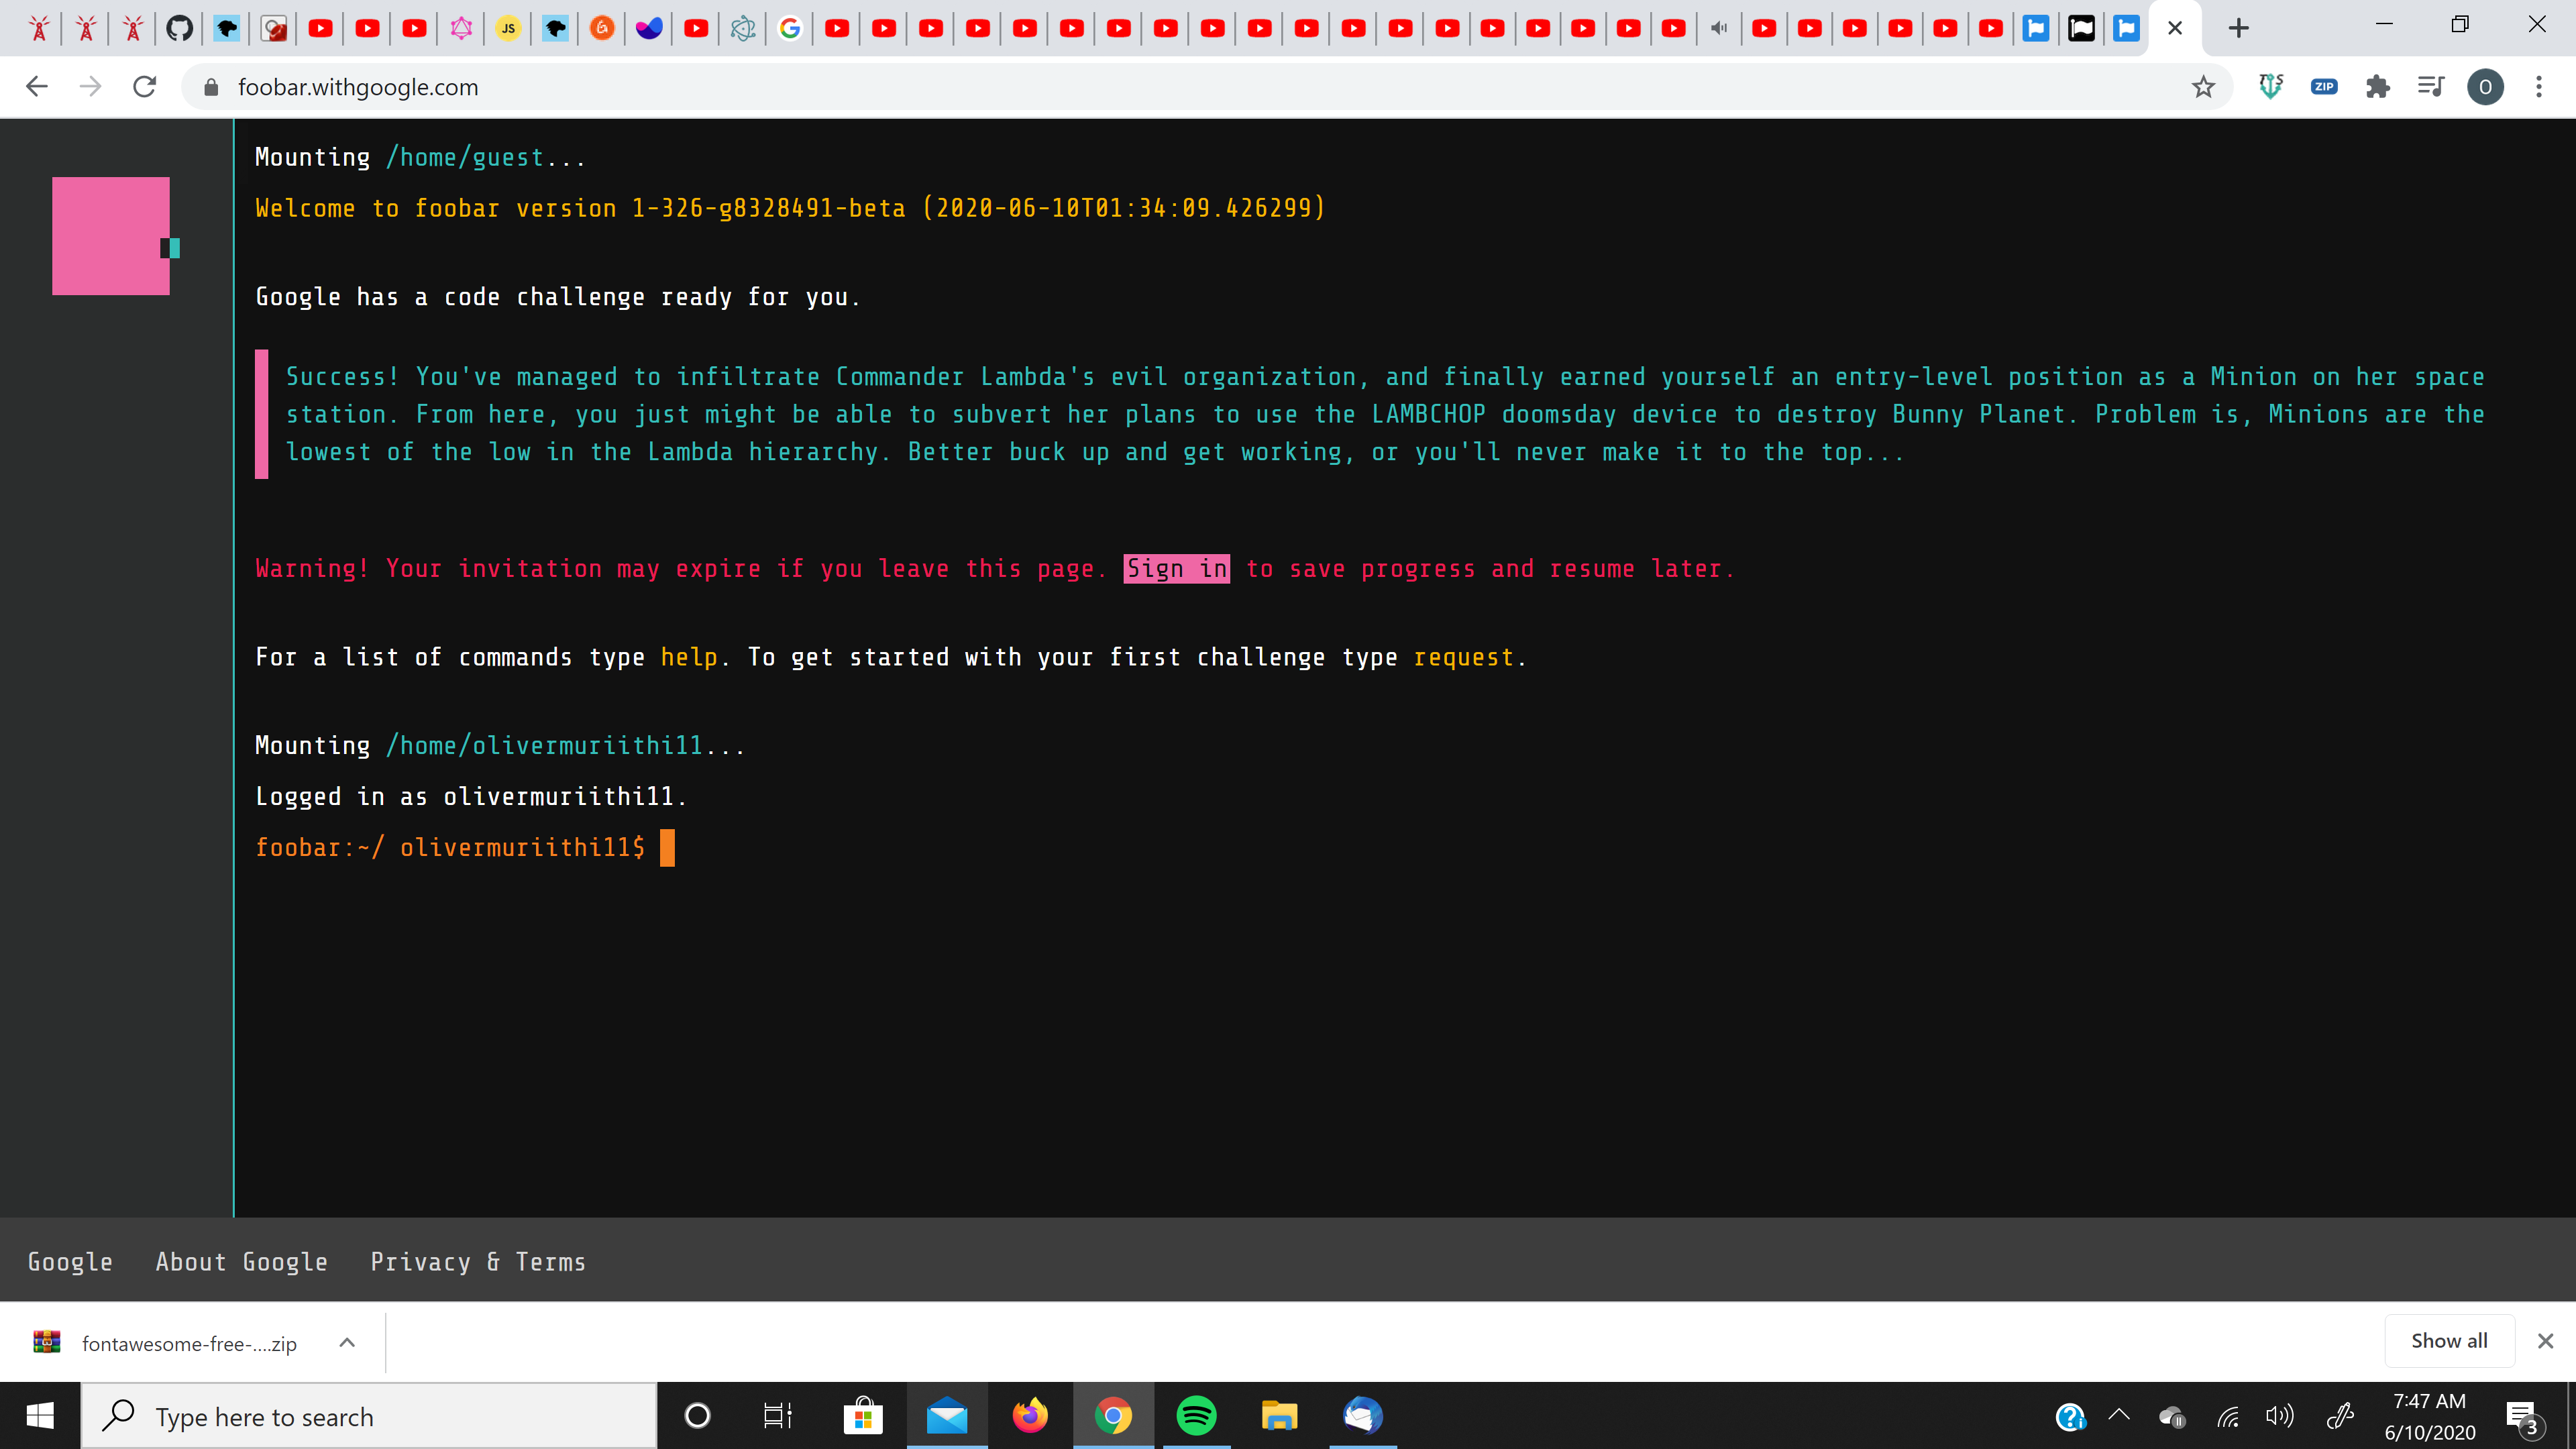 JS
foobar.withgoogle.com
ZIP
O
Mounting /home/guest...
Welcome to foobar version 1-326-g8328491-beta (2020-06-10T01:34:09.426299)
Google has a code challenge ready for you.
Success! You've managed to infiltrate Commander Lambda's evil organization, and finally earned yourself an entry-level position as a Minion on her space
station. From here, you just might be able to subvert her plans to use the LAMBCHOP doomsday device to destroy Bunny Planet. Problem is, Minions are the
lowest of the low in the Lambda hierarchy. Better buck up and get working, or you'll never make it to the top...
Warning! Your invitation may expire if you leave this page. Sign in to save progress and resume later.
For a list of commands type help. To get started with your first challenge type request.
Mounting /home/olivermuriithi11...
Logged in as olivermuriithi11.
foobar:~/ olivermuriithi11$
Google About Google Privacy & Terms
fontawesome-free-....zip
Show all
Type here to search
7:47 AM
6/10/2020
3